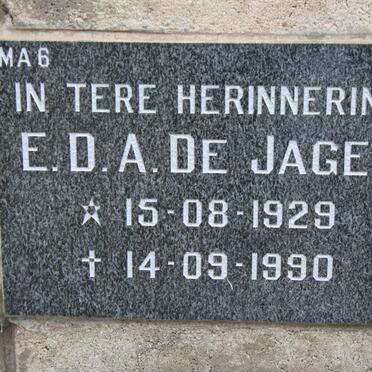 MA6
IN TERE HERINNERIN
E.D.A. DE JAGE
☆ 15-08-1929
✝ 14-09-1990